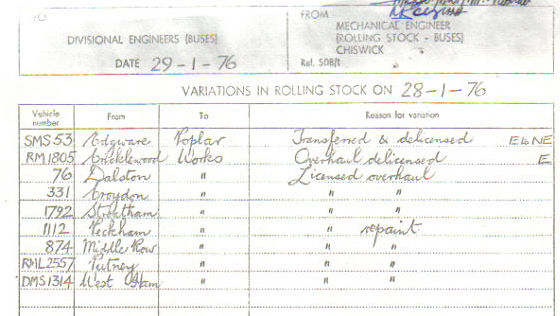 FROM
MECHANICAL ENGINEER
(ROLLING STOCK - BUSES)
CHISWICK
Ref. 508/1
DIVISIONAL ENGINEERS (BUSES)
DATE 29-1-76
VARIATIONS IN ROLLING STOCK ON 28-1-76
Vehicle number From To Reason for variation
SMS 53 Edgware Poplar Transferred & delicensed E to NE
RM 1805 Cricklewood Works Overhaul delicensed E
76 Dalston " Licensed overhaul
331 Croydon " " "
1792 Streatham " " "
1112 Peckham " " repaint
874 Middle Row " " "
RML 2557 Putney " " "
DMS 1314 West Ham " " "